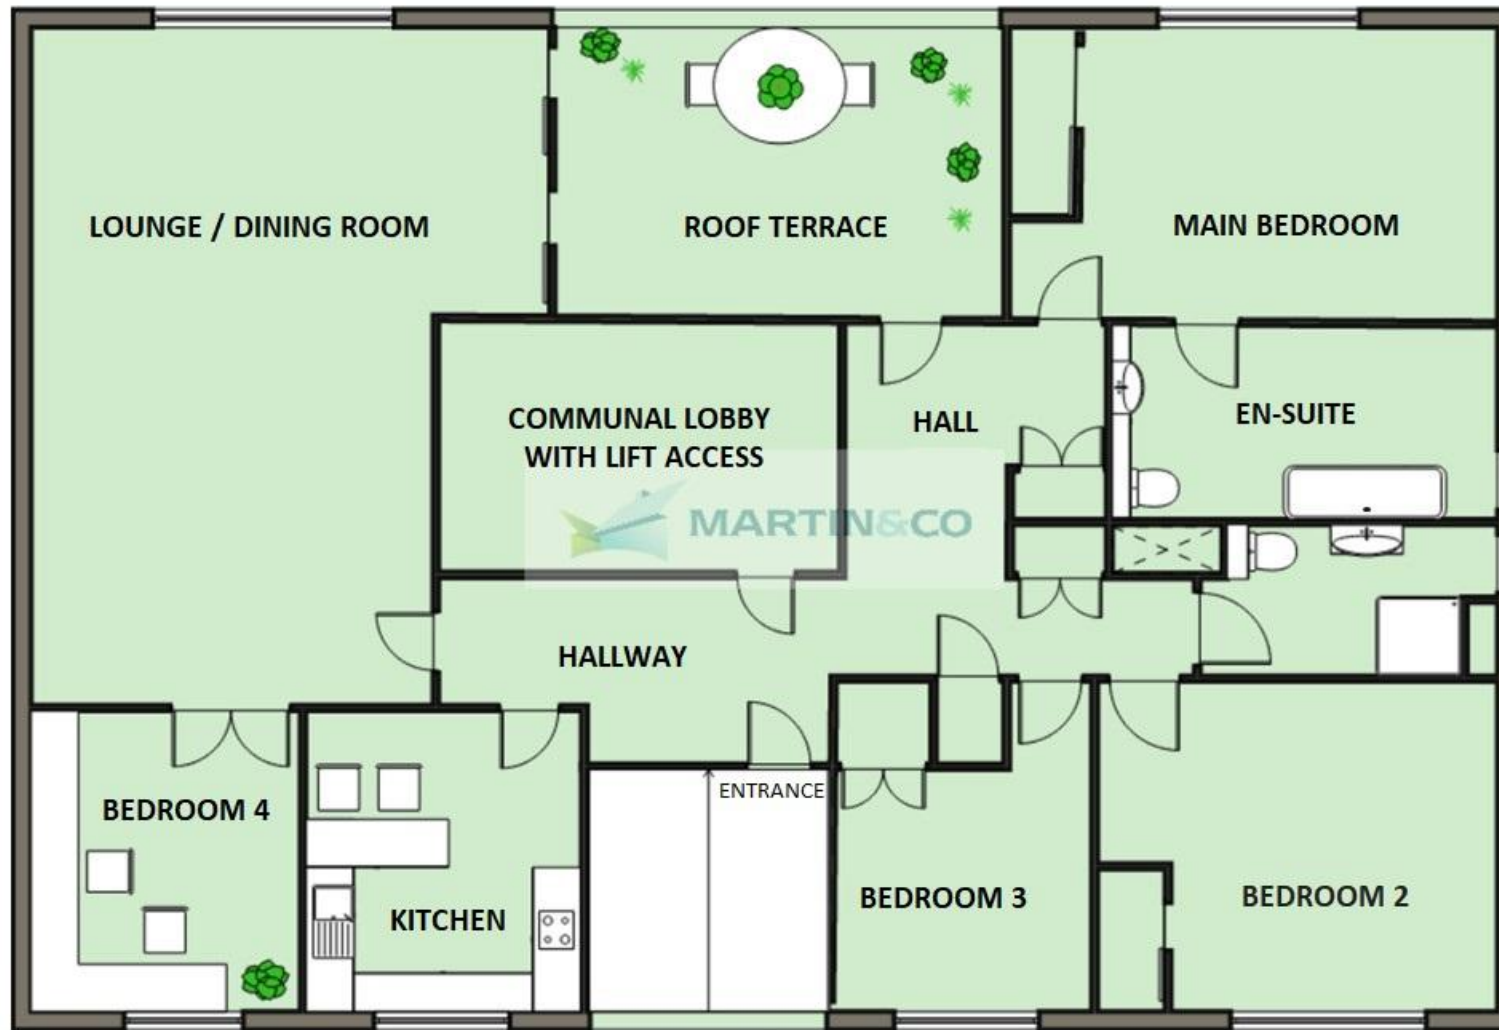 LOUNGE / DINING ROOM
ROOF TERRACE
MAIN BEDROOM
COMMUNAL LOBBY
WITH LIFT ACCESS
HALL
EN-SUITE
MARTIN&CO
HALLWAY
ENTRANCE
BEDROOM 4
KITCHEN
BEDROOM 3
BEDROOM 2